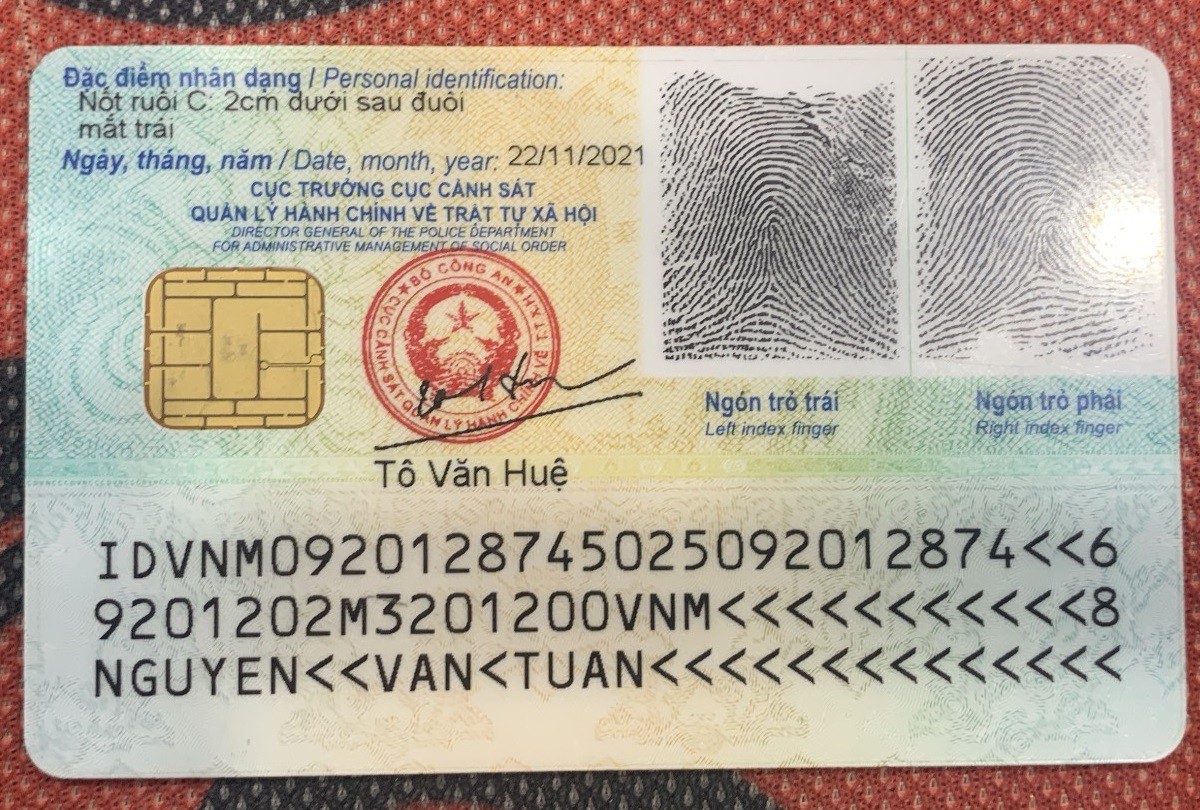 Đặc điểm nhân dạng / Personal identification:
Nốt ruồi C: 2cm dưới sau đuôi
mắt trái
Ngày, tháng, năm / Date, month, year: 22/11/2021
CỤC TRƯỞNG CỤC CẢNH SÁT
QUẢN LÝ HÀNH CHÍNH VỀ TRẬT TỰ XÃ HỘI
DIRECTOR GENERAL OF THE POLICE DEPARTMENT
FOR ADMINISTRATIVE MANAGEMENT OF SOCIAL ORDER
BỘ CÔNG AN
CỤC CẢNH SÁT QUẢN LÝ HÀNH CHÍNH VỀ TTXH
Tô Văn Huệ
Ngón trỏ trái
Left index finger
Ngón trỏ phải
Right index finger
IDVNM0920128745025092012874<<6
9201202M3201200VNM<<<<<<<<<<<8
NGUYEN<<VAN<TUAN<<<<<<<<<<<<<<